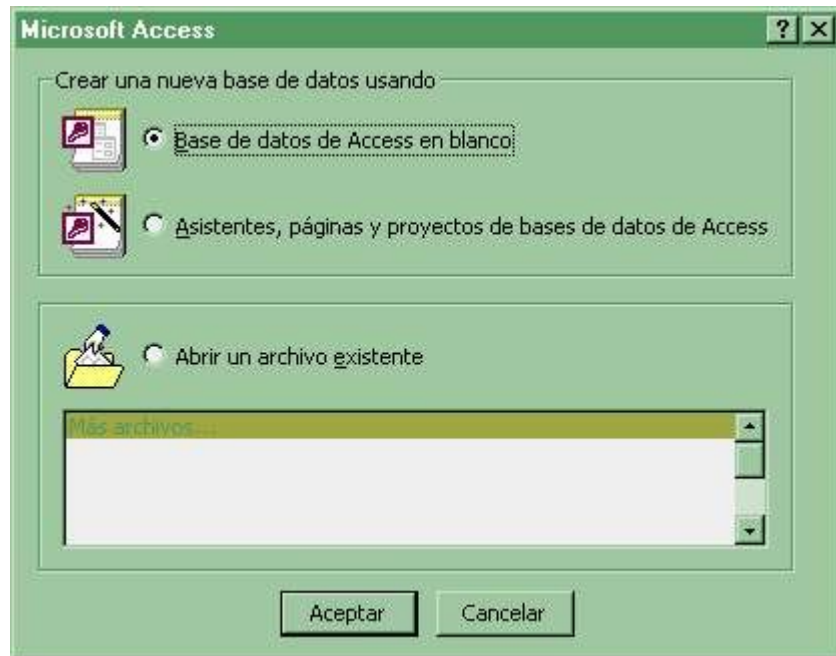 Microsoft Access
Crear una nueva base de datos usando
Base de datos de Access en blanco
Asistentes, páginas y proyectos de bases de datos de Access
Abrir un archivo existente
Más archivos...
Aceptar
Cancelar